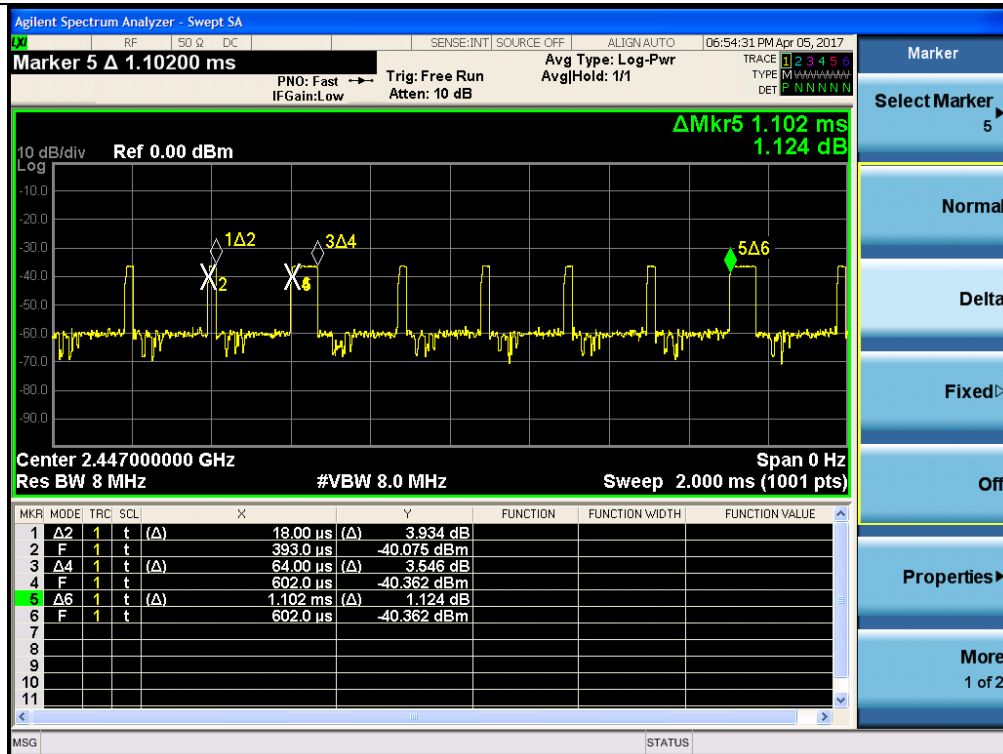 Agilent Spectrum Analyzer - Swept SA
LXI RF 50 Ω DC SENSE:INT SOURCE OFF ALIGN AUTO 06:54:31 PM Apr 05, 2017
Marker 5 Δ 1.10200 ms
PNO: Fast Trig: Free Run Avg Type: Log-Pwr TRACE 1 2 3 4 5 6
IFGain:Low Atten: 10 dB Avg|Hold: 1/1 TYPE M
DET P N N N N N
ΔMkr5 1.102 ms
1.124 dB
10 dB/div Ref 0.00 dBm
Log
-10.0
-20.0
-30.0
1Δ2 3Δ4 5Δ6
-40.0
2
-50.0
-60.0
-70.0
-80.0
-90.0
Center 2.447000000 GHz Span 0 Hz
Res BW 8 MHz #VBW 8.0 MHz Sweep 2.000 ms (1001 pts)
MKR MODE TRC SCL X Y FUNCTION FUNCTION WIDTH FUNCTION VALUE
1 Δ2 1 t (Δ) 18.00 µs (Δ) 3.934 dB
2 F 1 t 393.0 µs -40.075 dBm
3 Δ4 1 t (Δ) 64.00 µs (Δ) 3.546 dB
4 F 1 t 602.0 µs -40.362 dBm
5 Δ6 1 t (Δ) 1.102 ms (Δ) 1.124 dB
6 F 1 t 602.0 µs -40.362 dBm
7
8
9
10
11
MSG STATUS
Marker
Select Marker
5
Normal
Delta
Fixed
Off
Properties
More
1 of 2